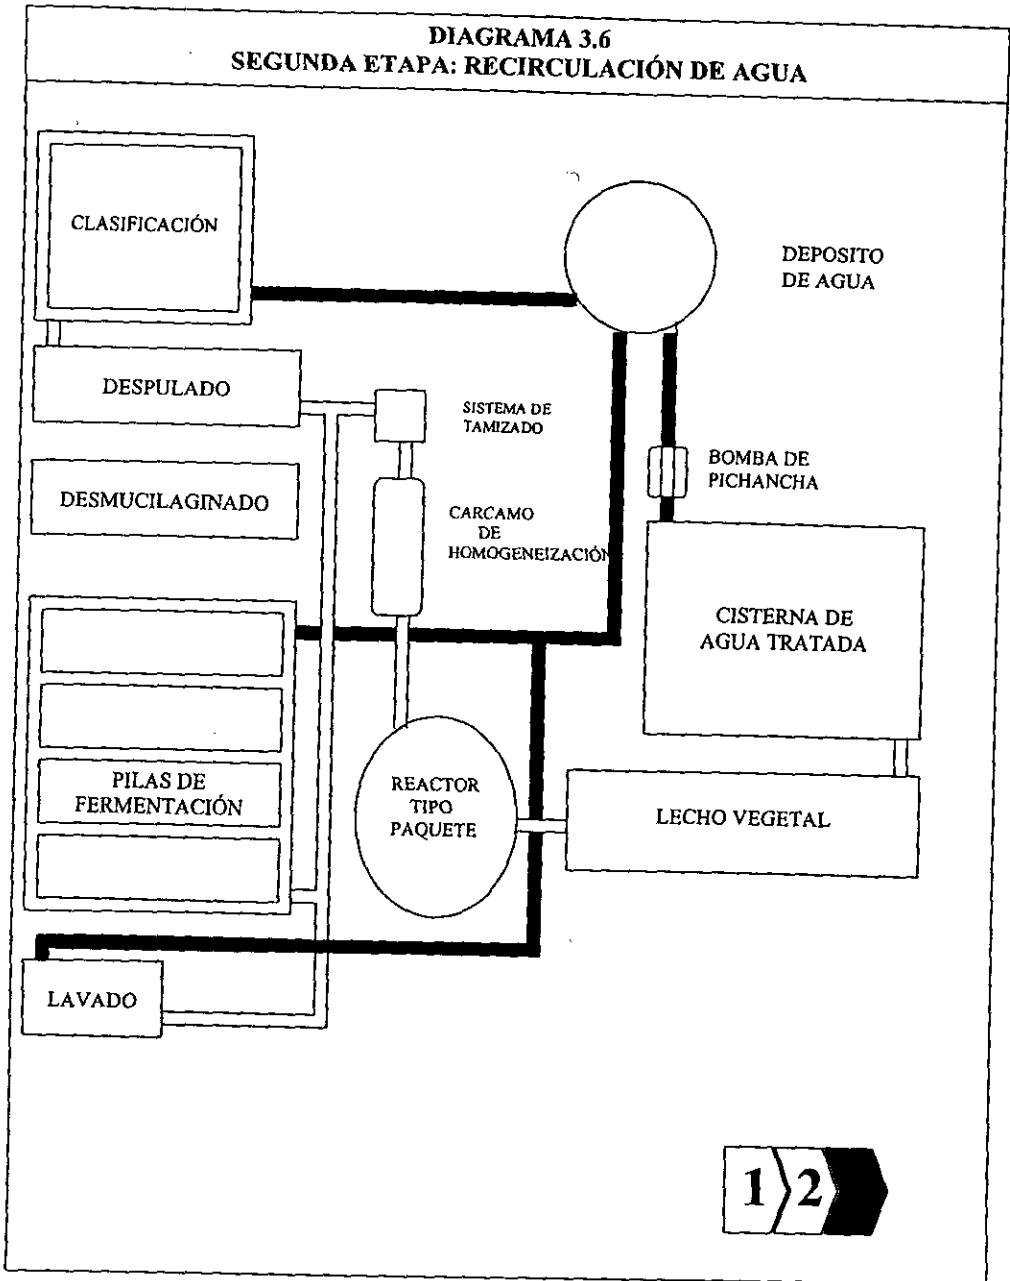 DIAGRAMA 3.6
SEGUNDA ETAPA: RECIRCULACIÓN DE AGUA
CLASIFICACIÓN
DEPOSITO
DE AGUA
DESPULADO
SISTEMA DE
TAMIZADO
BOMBA DE
PICHANCHA
DESMUCILAGINADO
CARCAMO
DE
HOMOGENEIZACIÓN
CISTERNA DE
AGUA TRATADA
PILAS DE
FERMENTACIÓN
REACTOR
TIPO
PAQUETE
LECHO VEGETAL
LAVADO
1 2